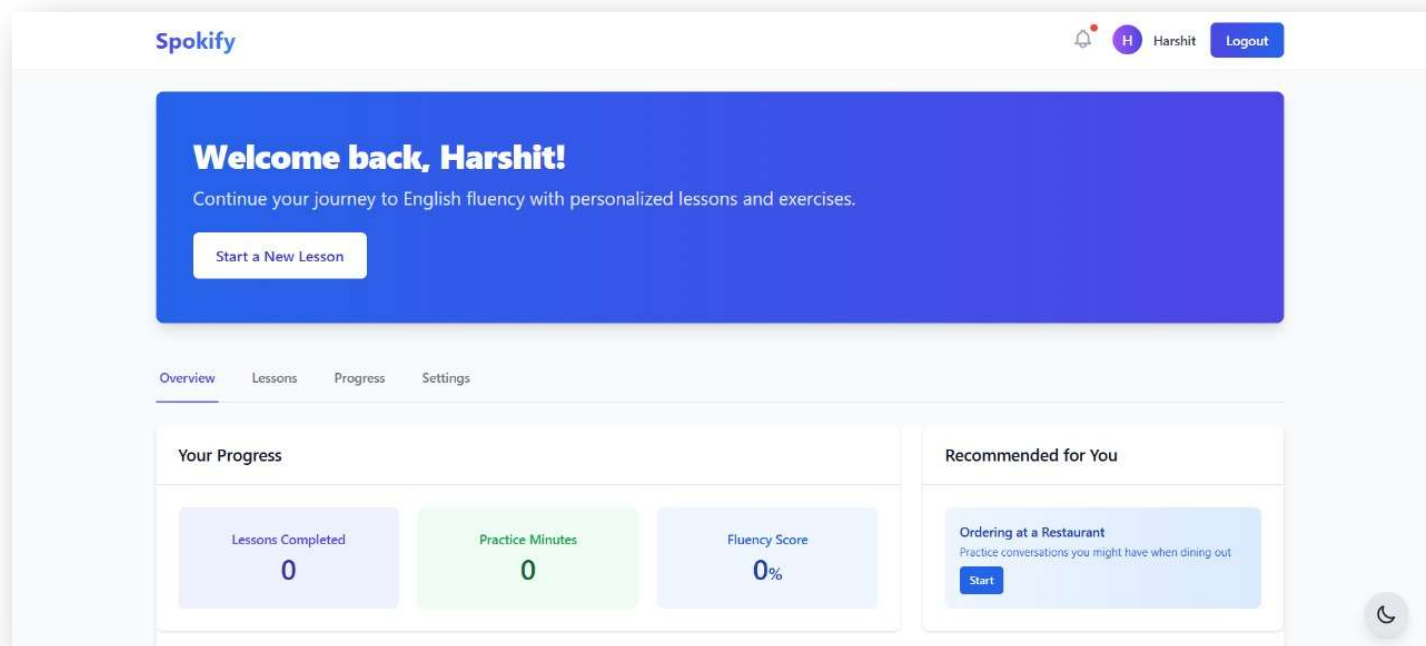 Spokify
H
Harshit
Logout
Welcome back, Harshit!
Continue your journey to English fluency with personalized lessons and exercises.
Start a New Lesson
Overview
Lessons
Progress
Settings
Your Progress
Lessons Completed
0
Practice Minutes
0
Fluency Score
0%
Recommended for You
Ordering at a Restaurant
Practice conversations you might have when dining out
Start